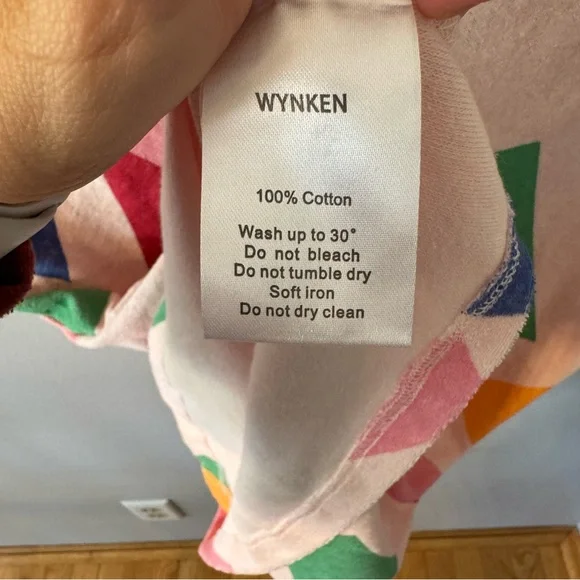 WYNKEN
100% Cotton
Wash up to 30°
Do not bleach
Do not tumble dry
Soft iron
Do not dry clean